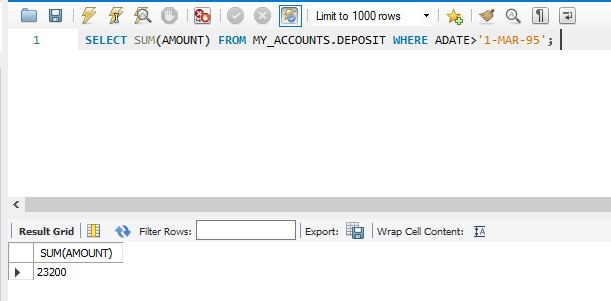 Limit to 1000 rows
1 SELECT SUM(AMOUNT) FROM MY_ACCOUNTS.DEPOSIT WHERE ADATE>'1-MAR-95';
Result Grid Filter Rows: Export: Wrap Cell Content:
SUM(AMOUNT)
23200